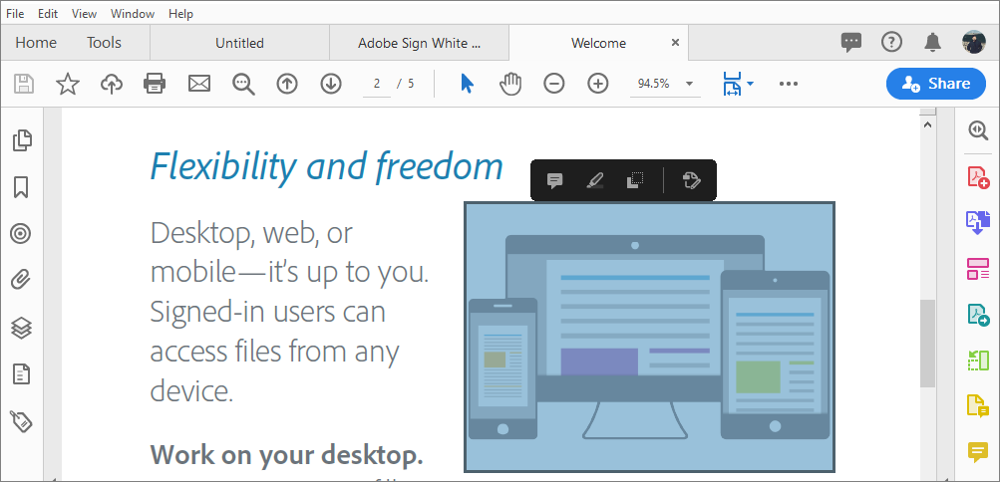 File Edit View Window Help
Home Tools Untitled Adobe Sign White ... Welcome
2 / 5 94.5% Share
Flexibility and freedom
Desktop, web, or
mobile—it’s up to you.
Signed-in users can
access files from any
device.
Work on your desktop.